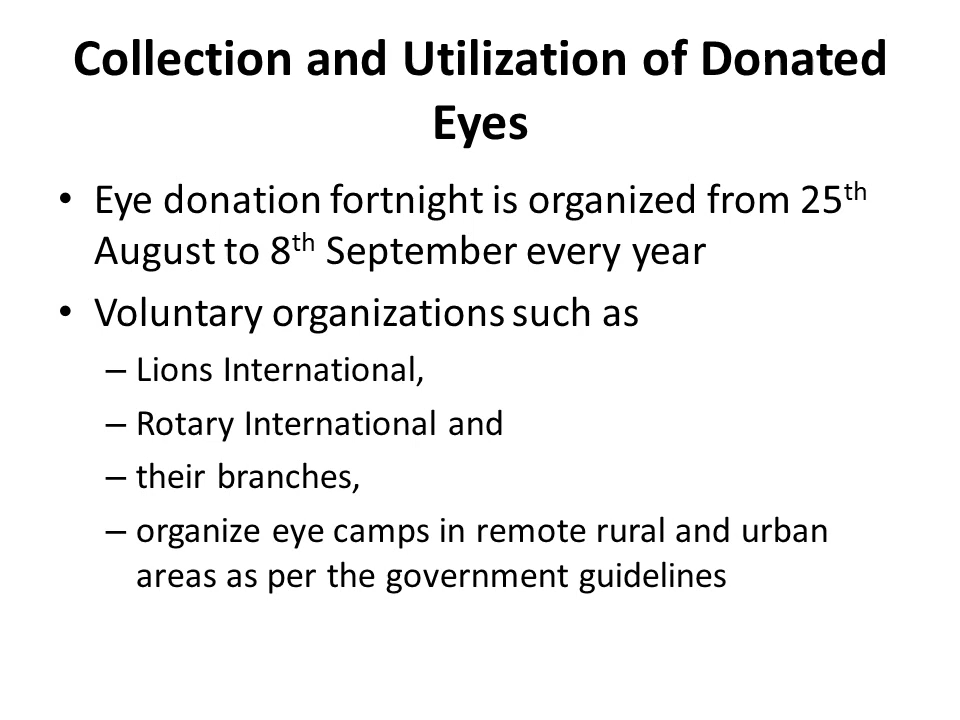 Collection and Utilization of Donated
Eyes
• Eye donation fortnight is organized from 25th
August to 8th September every year
• Voluntary organizations such as
– Lions International,
– Rotary International and
– their branches,
– organize eye camps in remote rural and urban
areas as per the government guidelines